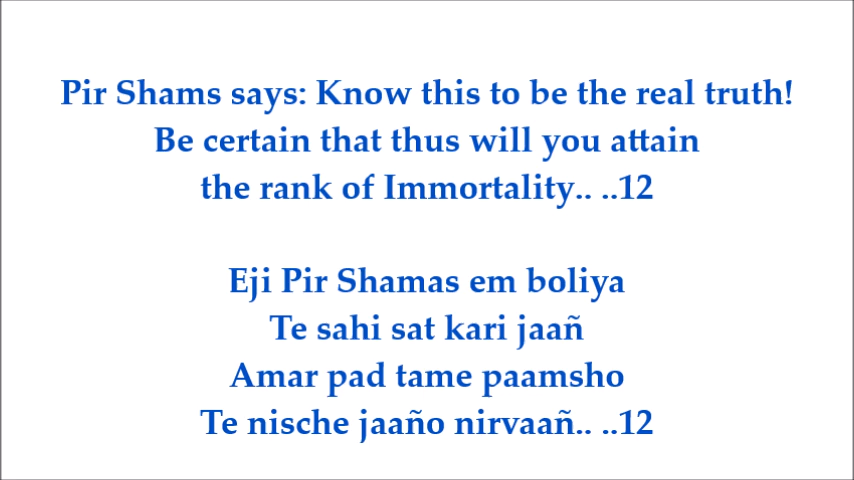 Pir Shams says: Know this to be the real truth!
Be certain that thus will you attain
the rank of Immortality.. ..12
Eji Pir Shamas em boliya
Te sahi sat kari jaañ
Amar pad tame paamsho
Te nische jaaño nirvaañ.. ..12